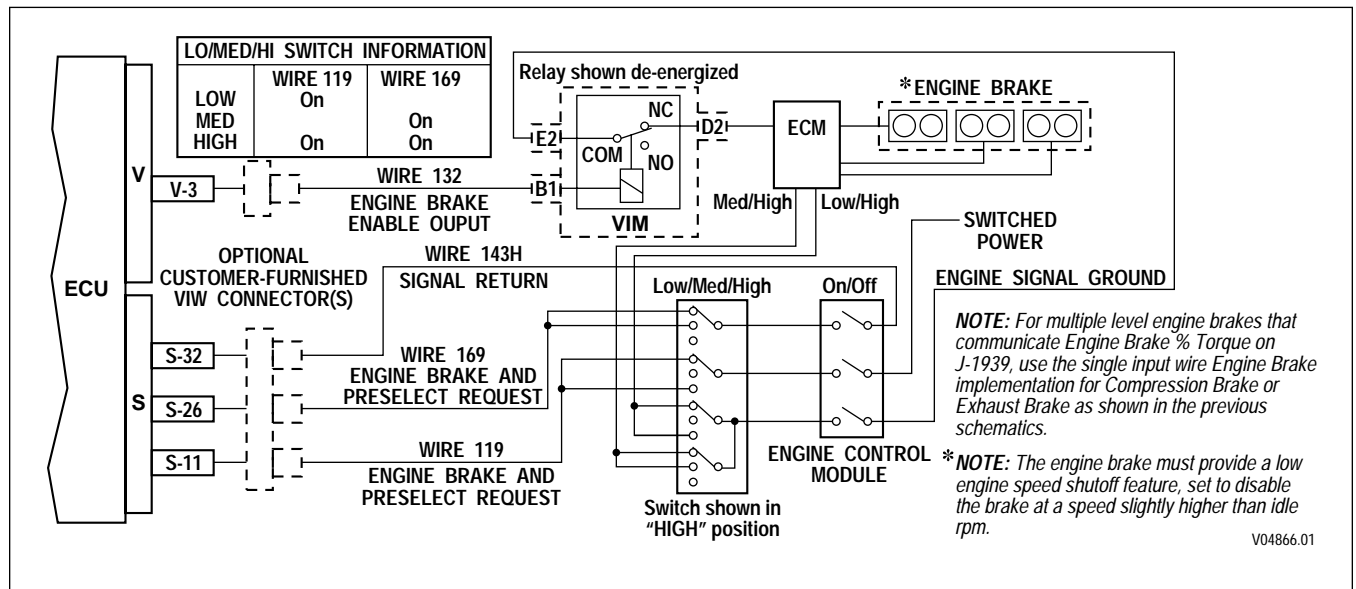 LO/MED/HI SWITCH INFORMATION
WIRE 119 WIRE 169
LOW On
MED On
HIGH On On
Relay shown de-energized
NC
E2
COM
NO
D2
B1
VIM
ECM
*ENGINE BRAKE
V
V-3
WIRE 132
ENGINE BRAKE
ENABLE OUPUT
Med/High
Low/High
SWITCHED
POWER
ECU
OPTIONAL
CUSTOMER-FURNISHED
VIW CONNECTOR(S)
WIRE 143H
SIGNAL RETURN
Low/Med/High
On/Off
ENGINE SIGNAL GROUND
S
S-32
S-26
S-11
WIRE 169
ENGINE BRAKE AND
PRESELECT REQUEST
WIRE 119
ENGINE BRAKE AND
PRESELECT REQUEST
Switch shown in
“HIGH” position
ENGINE CONTROL
MODULE
NOTE: For multiple level engine brakes that
communicate Engine Brake % Torque on
J-1939, use the single input wire Engine Brake
implementation for Compression Brake or
Exhaust Brake as shown in the previous
schematics.
*NOTE: The engine brake must provide a low
engine speed shutoff feature, set to disable
the brake at a speed slightly higher than idle
rpm.
V04866.01